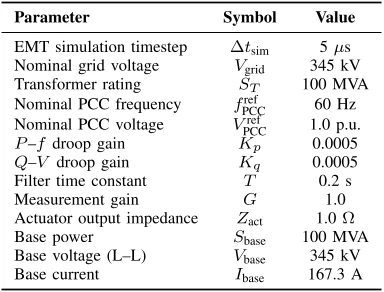 Parameter Symbol Value
EMT simulation timestep Δt_sim 5 μs
Nominal grid voltage V_grid 345 kV
Transformer rating S_T 100 MVA
Nominal PCC frequency f_PCC^ref 60 Hz
Nominal PCC voltage V_PCC^ref 1.0 p.u.
P–f droop gain K_p 0.0005
Q–V droop gain K_q 0.0005
Filter time constant T 0.2 s
Measurement gain G 1.0
Actuator output impedance Z_act 1.0 Ω
Base power S_base 100 MVA
Base voltage (L–L) V_base 345 kV
Base current I_base 167.3 A